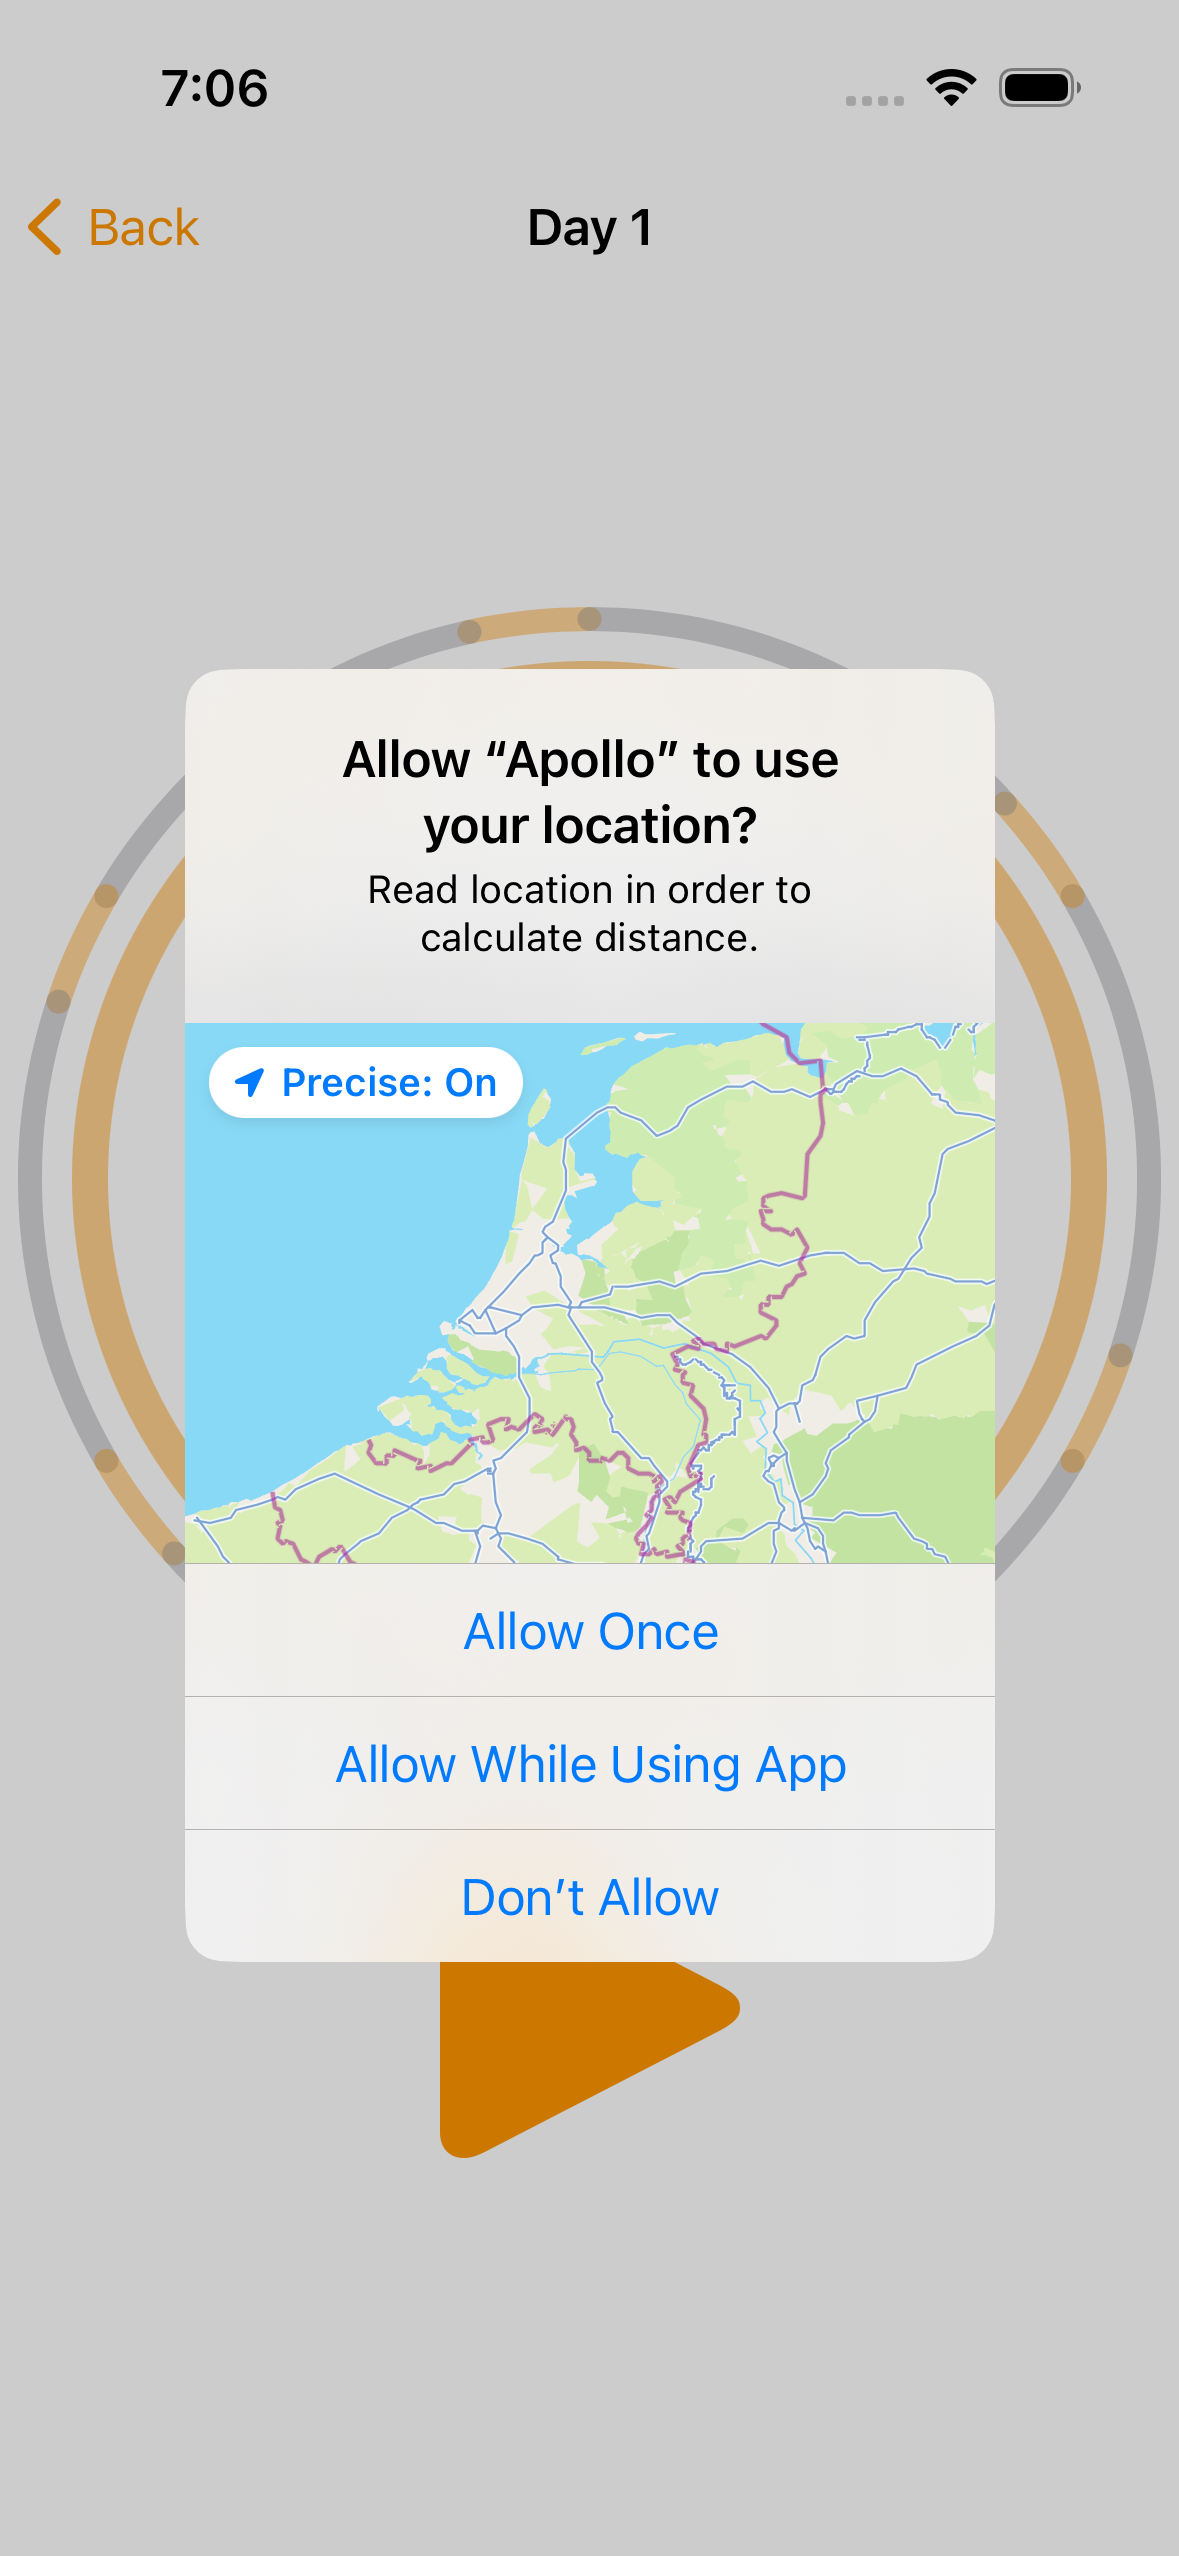 7:06
Back
Day 1
Allow “Apollo” to use
your location?
Read location in order to
calculate distance.
Precise: On
Allow Once
Allow While Using App
Don’t Allow